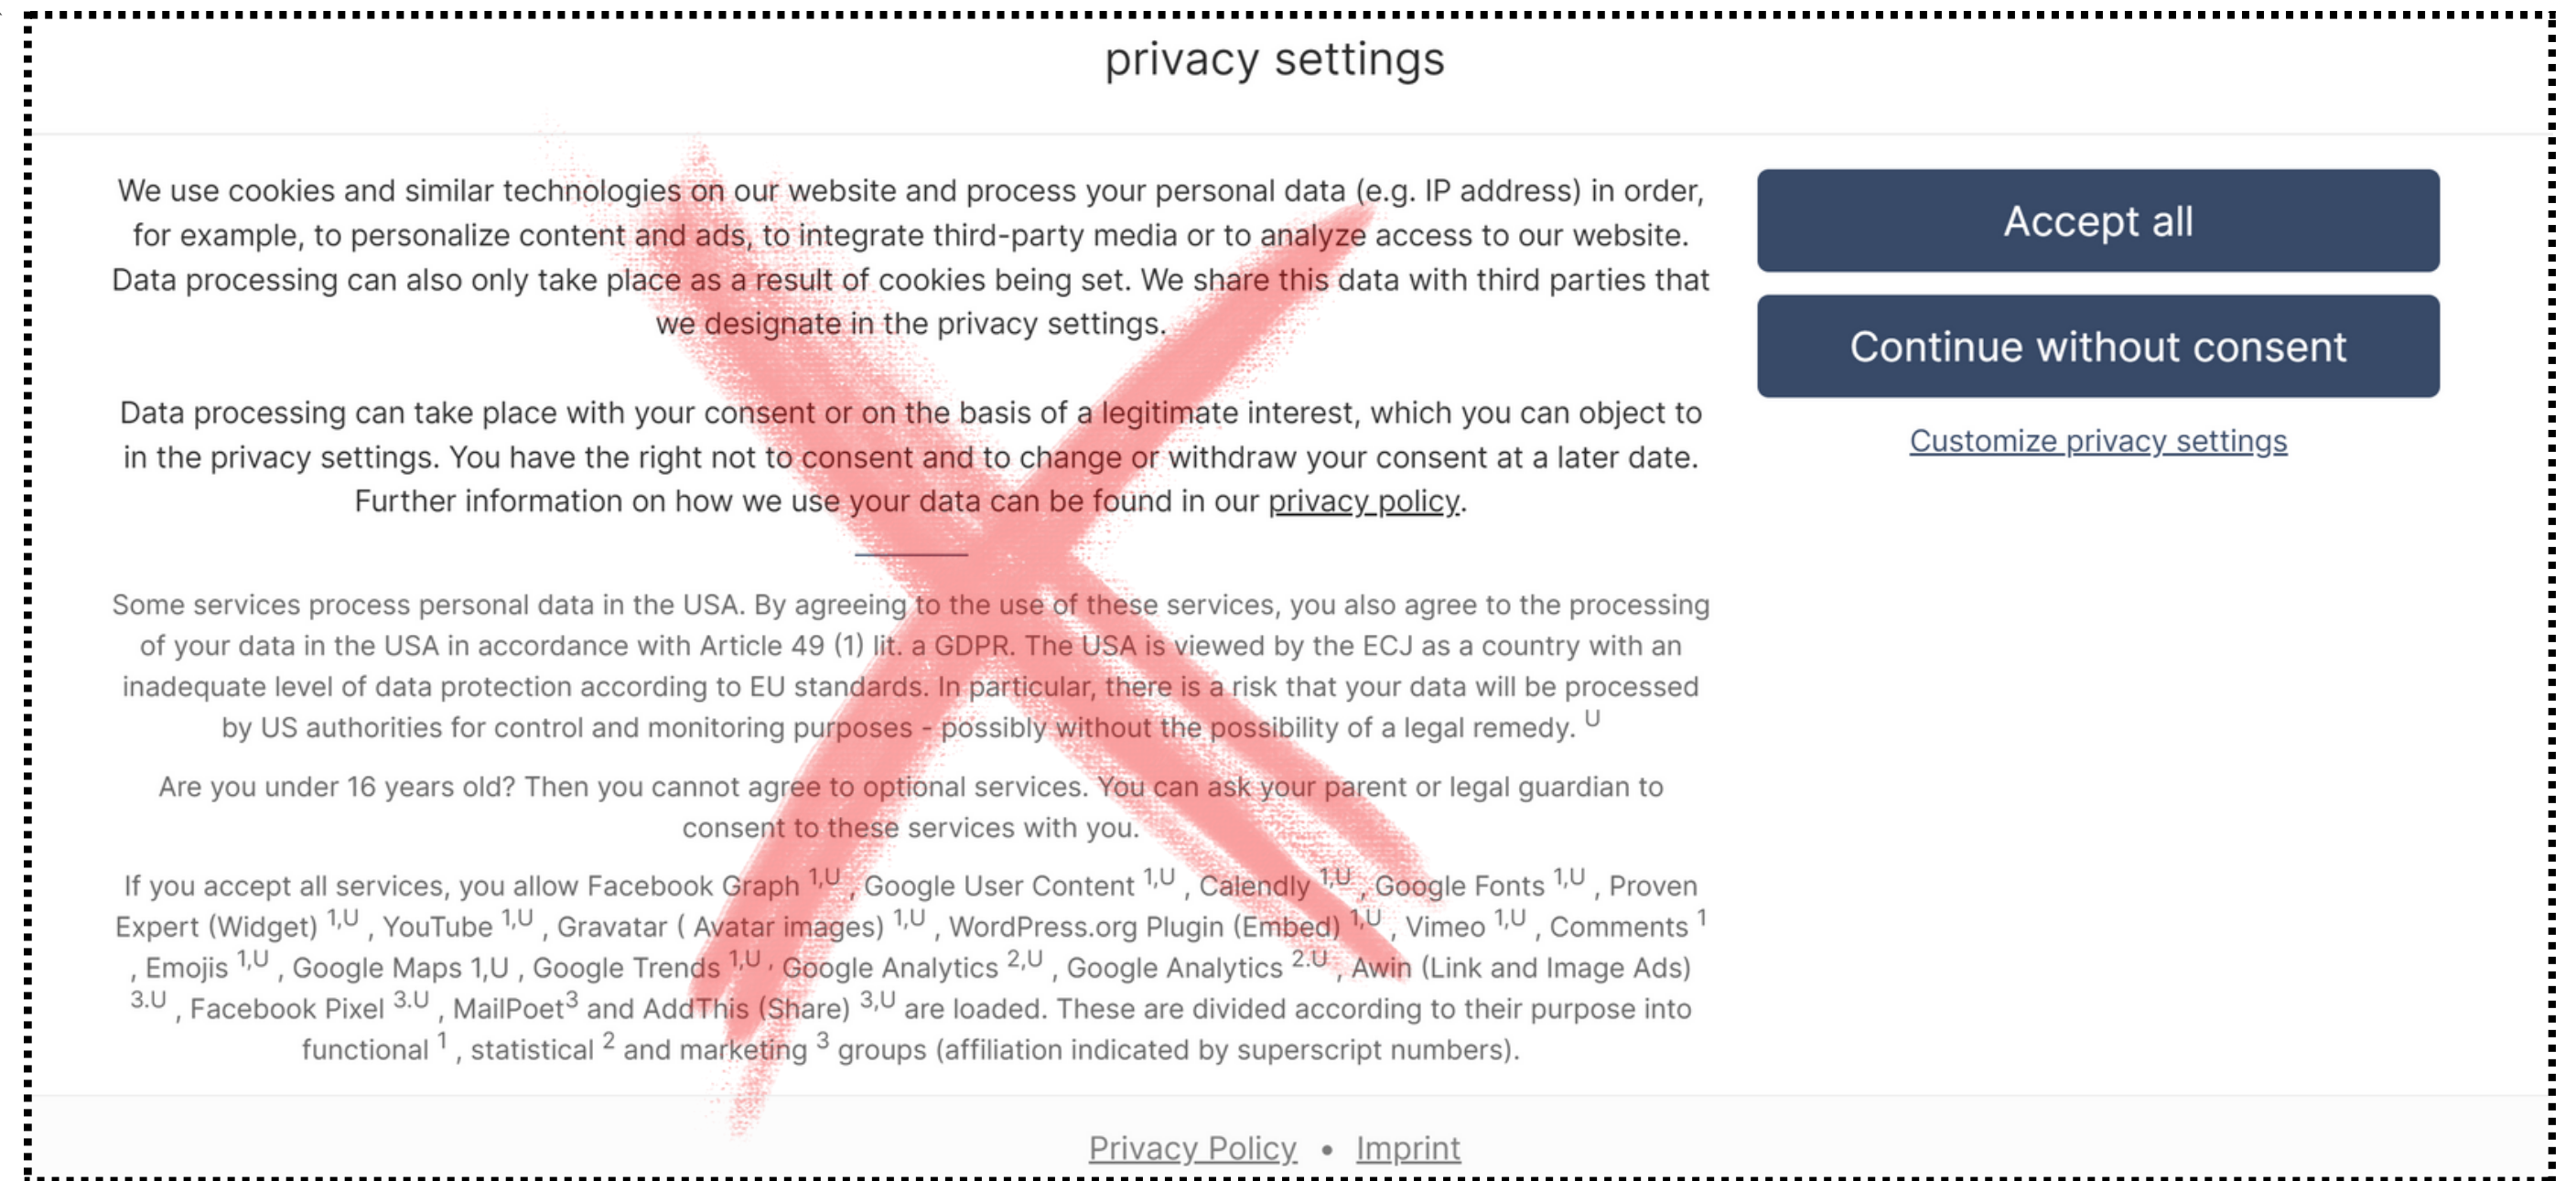 privacy settings
We use cookies and similar technologies on our website and process your personal data (e.g. IP address) in order,
for example, to personalize content and ads, to integrate third-party media or to analyze access to our website.
Data processing can also only take place as a result of cookies being set. We share this data with third parties that
we designate in the privacy settings.
Data processing can take place with your consent or on the basis of a legitimate interest, which you can object to
in the privacy settings. You have the right not to consent and to change or withdraw your consent at a later date.
Further information on how we use your data can be found in our privacy policy.
Some services process personal data in the USA. By agreeing to the use of these services, you also agree to the processing
of your data in the USA in accordance with Article 49 (1) lit. a GDPR. The USA is viewed by the ECJ as a country with an
inadequate level of data protection according to EU standards. In particular, there is a risk that your data will be processed
by US authorities for control and monitoring purposes - possibly without the possibility of a legal remedy. U
Are you under 16 years old? Then you cannot agree to optional services. You can ask your parent or legal guardian to
consent to these services with you.
If you accept all services, you allow Facebook Graph 1,U , Google User Content 1,U , Calendly 1,U , Google Fonts 1,U , Proven
Expert (Widget) 1,U , YouTube 1,U , Gravatar ( Avatar images) 1,U , WordPress.org Plugin (Embed) 1,U , Vimeo 1,U , Comments 1
, Emojis 1,U , Google Maps 1,U , Google Trends 1,U , Google Analytics 2,U , Google Analytics 2.U , Awin (Link and Image Ads)
3.U , Facebook Pixel 3.U , MailPoet3 and AddThis (Share) 3,U are loaded. These are divided according to their purpose into
functional 1 , statistical 2 and marketing 3 groups (affiliation indicated by superscript numbers).
Accept all
Continue without consent
Customize privacy settings
Privacy Policy • Imprint